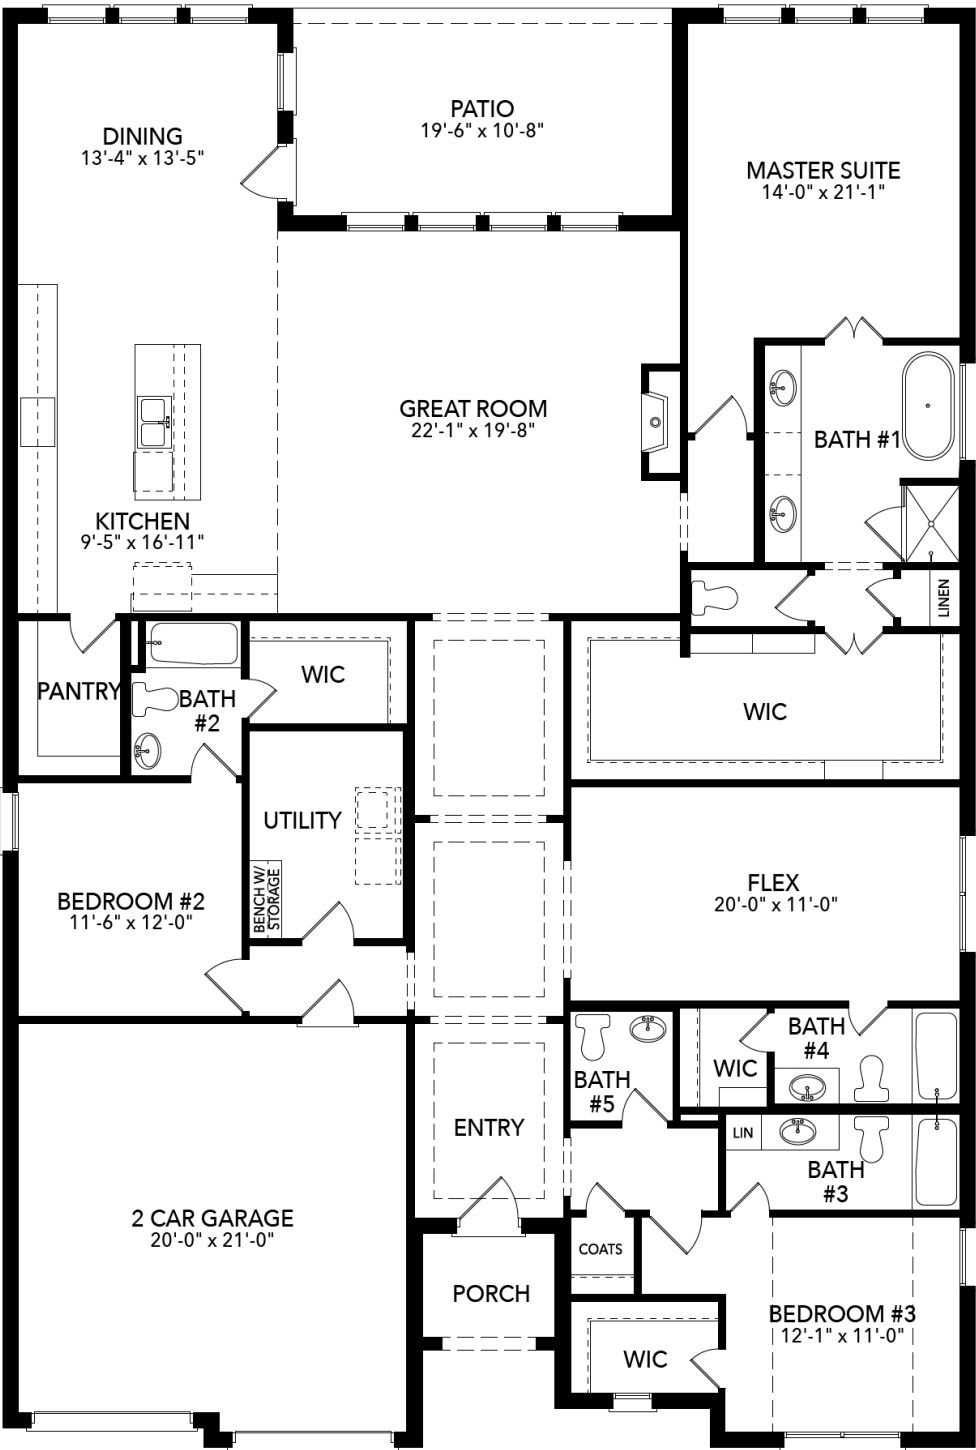 PATIO
19'-6" x 10'-8"
DINING
13'-4" x 13'-5"
MASTER SUITE
14'-0" x 21'-1"
GREAT ROOM
22'-1" x 19'-8"
BATH #1
KITCHEN
9'-5" x 16'-11"
LINEN
PANTRY
BATH
#2
WIC
WIC
UTILITY
BENCH W/
STORAGE
BEDROOM #2
11'-6" x 12'-0"
FLEX
20'-0" x 11'-0"
BATH
#4
WIC
BATH
#5
ENTRY
LIN
BATH
#3
2 CAR GARAGE
20'-0" x 21'-0"
COATS
PORCH
BEDROOM #3
12'-1" x 11'-0"
WIC